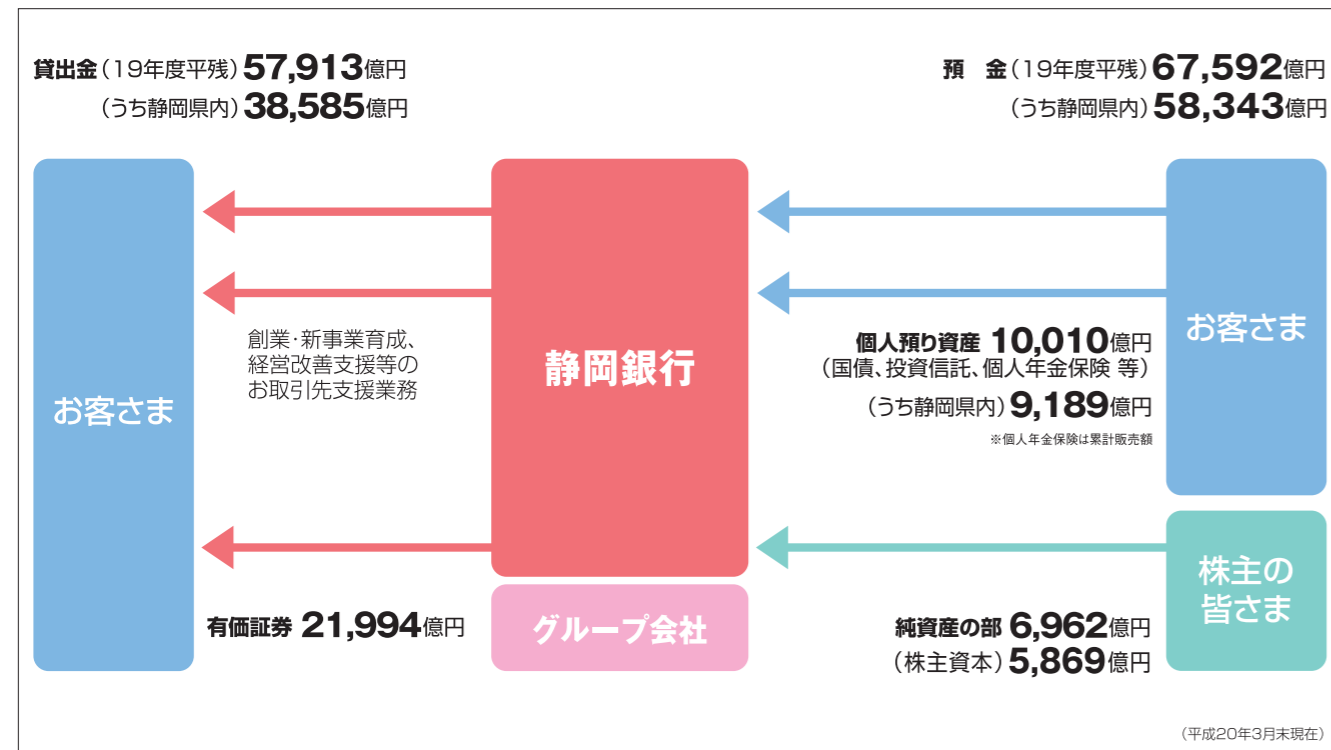 貸出金（19年度平残）57,913億円
（うち静岡県内）38,585億円
預　金（19年度平残）67,592億円
（うち静岡県内）58,343億円
お客さま
創業・新事業育成、
経営改善支援等の
お取引先支援業務
有価証券 21,994億円
静岡銀行
グループ会社
個人預り資産 10,010億円
（国債、投資信託、個人年金保険 等）
（うち静岡県内）9,189億円
※個人年金保険は累計販売額
純資産の部 6,962億円
（株主資本）5,869億円
お客さま
株主の
皆さま
（平成20年3月末現在）